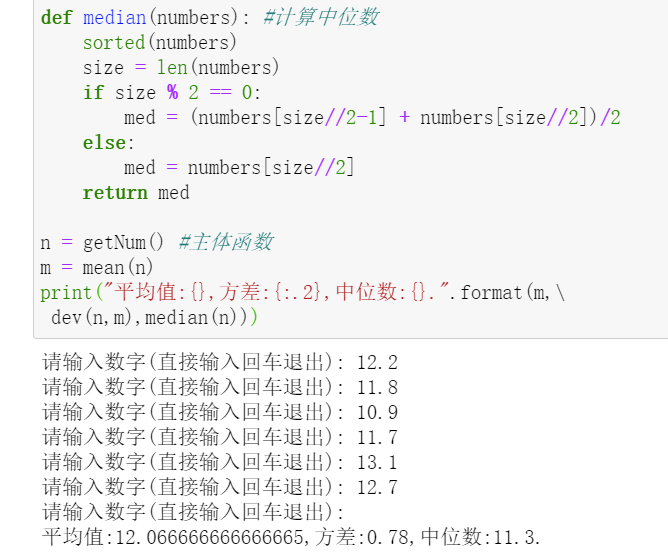 def median(numbers): #计算中位数
    sorted(numbers)
    size = len(numbers)
    if size % 2 == 0:
        med = (numbers[size//2-1] + numbers[size//2])/2
    else:
        med = numbers[size//2]
    return med

n = getNum() #主体函数
m = mean(n)
print("平均值:{},方差:{:.2},中位数:{}.".format(m,\
 dev(n,m),median(n)))
请输入数字(直接输入回车退出): 12.2
请输入数字(直接输入回车退出): 11.8
请输入数字(直接输入回车退出): 10.9
请输入数字(直接输入回车退出): 11.7
请输入数字(直接输入回车退出): 13.1
请输入数字(直接输入回车退出): 12.7
请输入数字(直接输入回车退出):
平均值:12.066666666666665,方差:0.78,中位数:11.3.